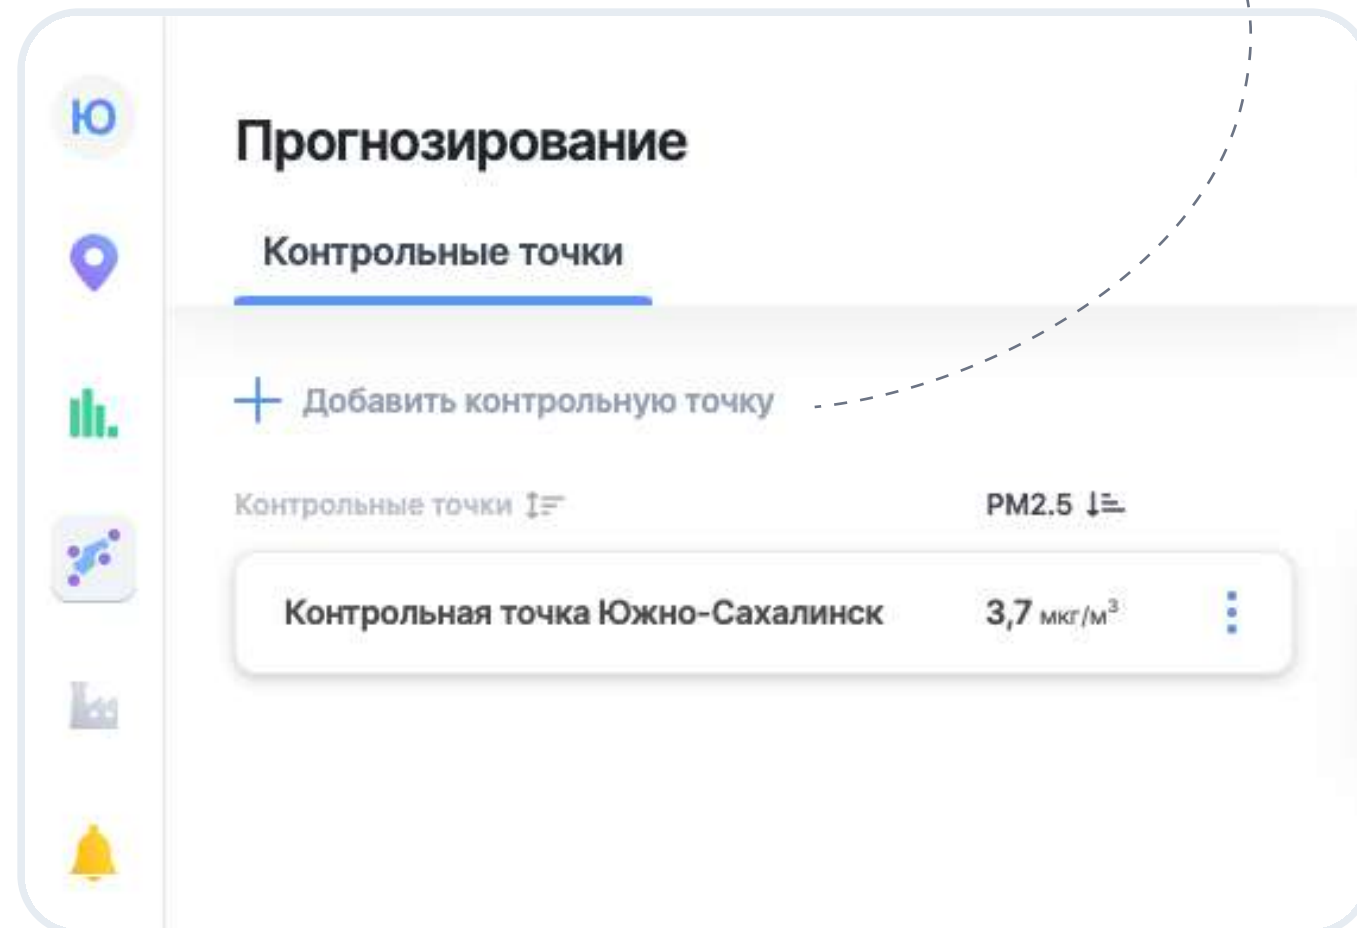 Ю
Прогнозирование
Контрольные точки
Добавить контрольную точку
Контрольные точки PM2.5
Контрольная точка Южно-Сахалинск 3,7 мкг/м³